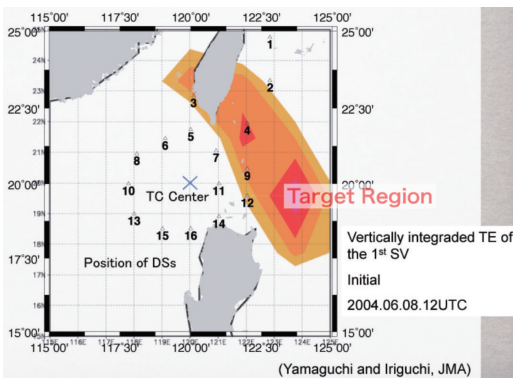 115°00' 117°30' 120°00' 122°30' 125°00'
25°00' 25°00'
1
2
22°30' 3 22°30'
4
5
6
7
8
9
20°00' 10 11 20°00'
TC Center
Target Region
12
13
14
15 16
Vertically integrated TE of
the 1st SV
Position of DSs
Initial
17°30' 17°30'
2004.06.08.12UTC
15°00' 15°00'
115°00' 117°30' 120°00' 122°30' 125°00'
(Yamaguchi and Iriguchi, JMA)